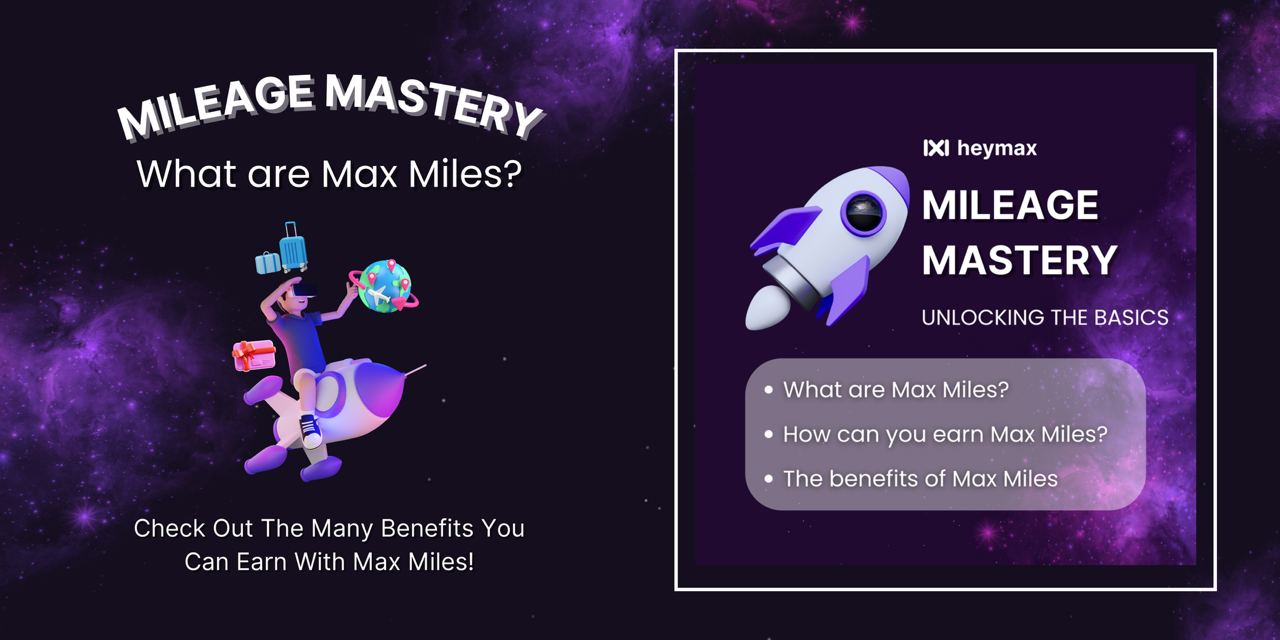 MILEAGE MASTERY
What are Max Miles?
Check Out The Many Benefits You
Can Earn With Max Miles!
heymax
MILEAGE
MASTERY
UNLOCKING THE BASICS
• What are Max Miles?
• How can you earn Max Miles?
• The benefits of Max Miles